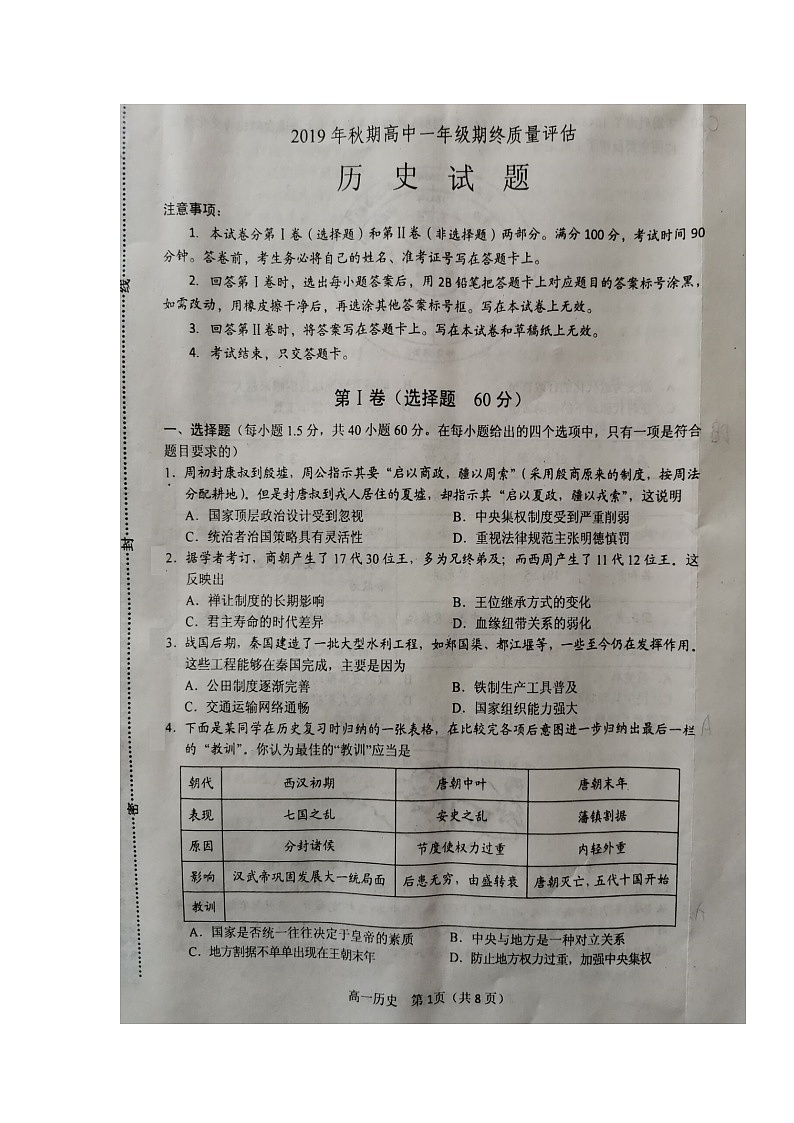 2019年秋期高中一年级期终质量评估
历史试题
注意事项：
1. 本试卷分第Ⅰ卷（选择题）和第Ⅱ卷（非选择题）两部分。满分100分，考试时间90
分钟。答卷前，考生务必将自己的姓名、准考证号写在答题卡上。
2. 回答第Ⅰ卷时，选出每小题答案后，用2B铅笔把答题卡上对应题目的答案标号涂黑，
如需改动，用橡皮擦干净后，再选涂其他答案标号框。写在本试卷上无效。
3. 回答第Ⅱ卷时，将答案写在答题卡上。写在本试卷和草稿纸上无效。
4. 考试结束，只交答题卡。
第Ⅰ卷（选择题 60分）
一、选择题（每小题1.5分，共40小题60分。在每小题给出的四个选项中，只有一项是符合
题目要求的）
1．周初封康叔到殷墟，周公指示其要“启以商政，疆以周索”（采用殷商原来的制度，按周法
分配耕地）。但是封唐叔到戎人居住的夏墟，却指示其“启以夏政，疆以戎索”，这说明
A．国家顶层政治设计受到忽视 B．中央集权制度受到严重削弱
C．统治者治国策略具有灵活性 D．重视法律规范主张明德慎罚
2．据学者考订，商朝产生了17代30位王，多为兄终弟及；而西周产生了11代12位王。这
反映出
A．禅让制度的长期影响 B．王位继承方式的变化
C．君主寿命的时代差异 D．血缘纽带关系的弱化
3．战国后期，秦国建造了一批大型水利工程，如郑国渠、都江堰等，一些至今仍在发挥作用。
这些工程能够在秦国完成，主要是因为
A．公田制度逐渐完善 B．铁制生产工具普及
C．交通运输网络通畅 D．国家组织能力强大
4．下面是某同学在历史复习时归纳的一张表格，在比较完各项后意图进一步归纳出最后一栏
的“教训”。你认为最佳的“教训”应当是
朝代 西汉初期 唐朝中叶 唐朝末年
表现 七国之乱 安史之乱 藩镇割据
原因 分封诸侯 节度使权力过重 内轻外重
影响 汉武帝巩固发展大一统局面 后患无穷，由盛转衰 唐朝灭亡，五代十国开始
教训
A．国家是否统一往往决定于皇帝的素质 B．中央与地方是一种对立关系
C．地方割据不单单出现在王朝末年 D．防止地方权力过重，加强中央集权
高一历史 第1页（共8页）
线
封
密